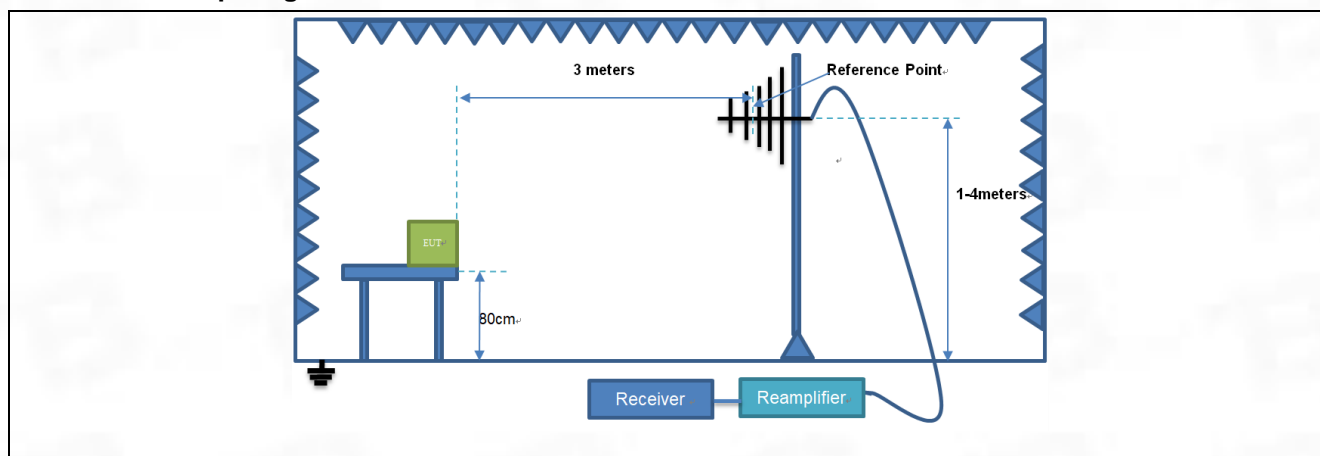 3 meters
Reference Point
1-4meters
EUT
80cm
Receiver
Reamplifier